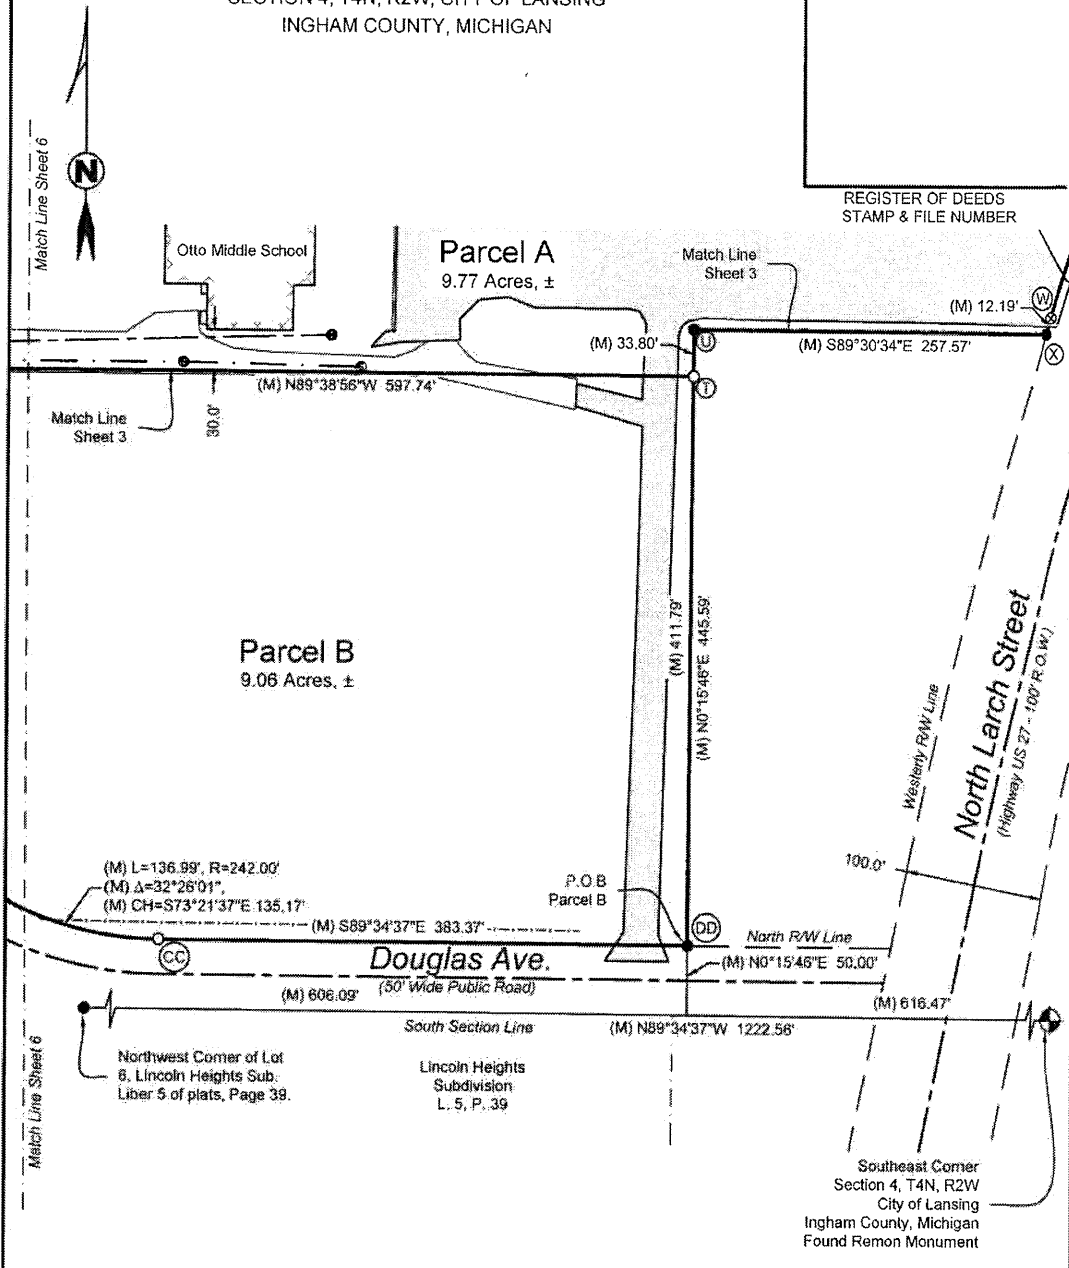 SECTION 4, T4N, R2W, CITY OF LANSING
INGHAM COUNTY, MICHIGAN
REGISTER OF DEEDS
STAMP & FILE NUMBER
Match Line Sheet 6
N
Otto Middle School
Parcel A
9.77 Acres, ±
Match Line
Sheet 3
(M) 12.19'
W
(M) 33.80'
U
(M) S89°30'34"E 257.57'
X
(M) N89°38'56"W 597.74'
T
Match Line
Sheet 3
30.0'
Parcel B
9.06 Acres, ±
(M) 411.79'
(M) N0°15'46"E 445.59'
Westerly R/W Line
North Larch Street
(Highway US 27 - 100' R.O.W.)
100.0'
(M) L=136.99', R=242.00'
(M) Δ=32°26'01",
(M) CH=S73°21'37"E 135.17'
P.O.B
Parcel B
(M) S89°34'37"E 383.37'
DD
North R/W Line
CC
Douglas Ave.
(50' Wide Public Road)
(M) N0°15'46"E 50.00'
(M) 606.09'
(M) 616.47'
South Section Line
(M) N89°34'37"W 1222.56'
Match Line Sheet 6
Northwest Corner of Lot
6, Lincoln Heights Sub.
Liber 5 of plats, Page 39.
Lincoln Heights
Subdivision
L. 5, P. 39
Southeast Corner
Section 4, T4N, R2W
City of Lansing
Ingham County, Michigan
Found Remon Monument